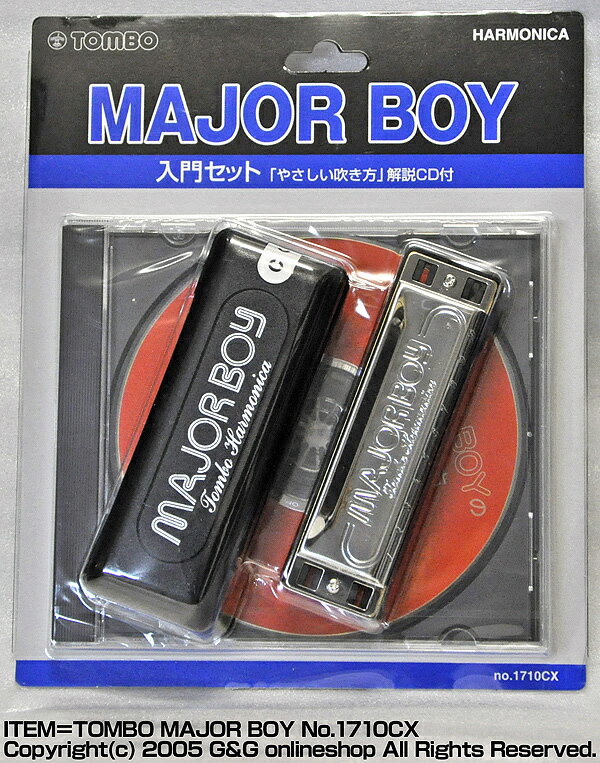 TOMBO
HARMONICA
MAJOR BOY
入門セット「やさしい吹き方」解説CD付
C
MAJOR BOY
Tombo Harmonica
MAJOR BOY
BOY
no.1710CX
ITEM=TOMBO MAJOR BOY No.1710CX
Copyright(c) 2005 G&G onlineshop All Rights Reserved.